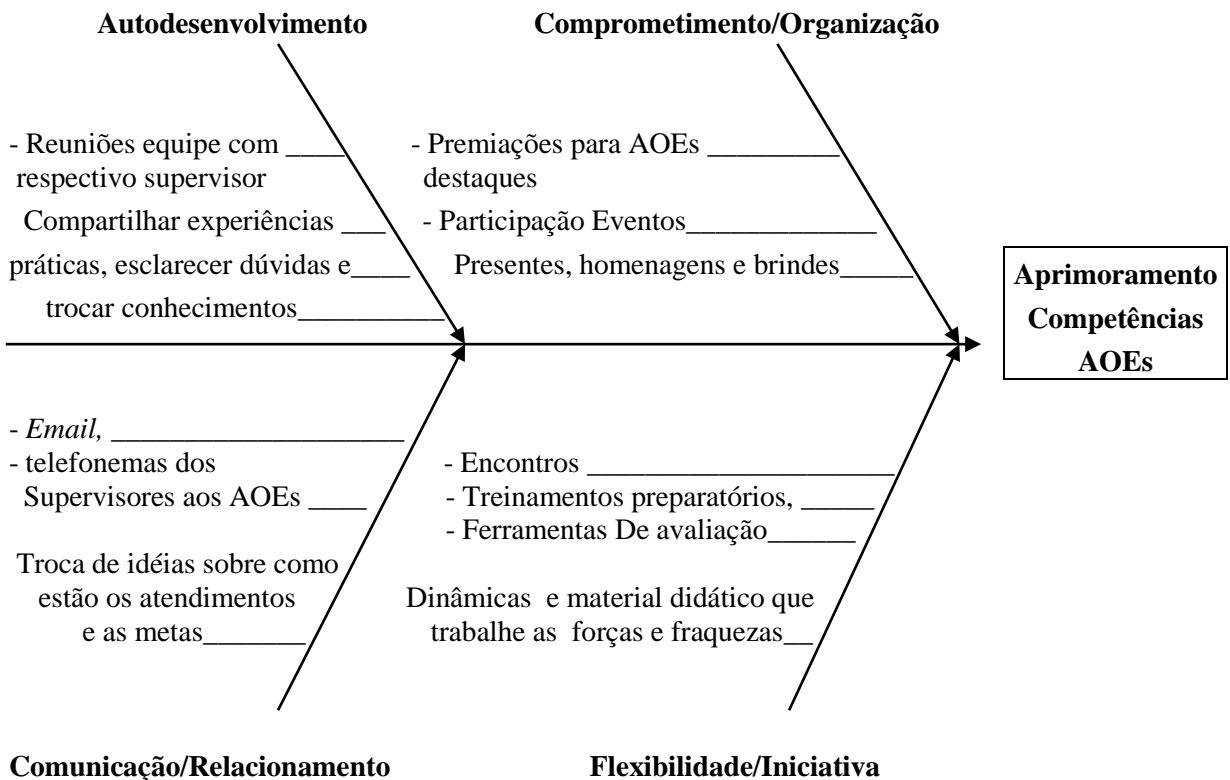 Autodesenvolvimento
Comprometimento/Organização
- Reuniões equipe com ____
respectivo supervisor
Compartilhar experiências ___
práticas, esclarecer dúvidas e____
trocar conhecimentos__________
- Premiações para AOEs _________
destaques
- Participação Eventos_____________
Presentes, homenagens e brindes_____
Aprimoramento
Competências
AOEs
- Email, ____________________
- telefonemas dos
Supervisores aos AOEs ____
Troca de idéias sobre como
estão os atendimentos
e as metas_______
- Encontros _____________________
- Treinamentos preparatórios, _____
- Ferramentas De avaliação______
Dinâmicas e material didático que
trabalhe as forças e fraquezas__
Comunicação/Relacionamento
Flexibilidade/Iniciativa